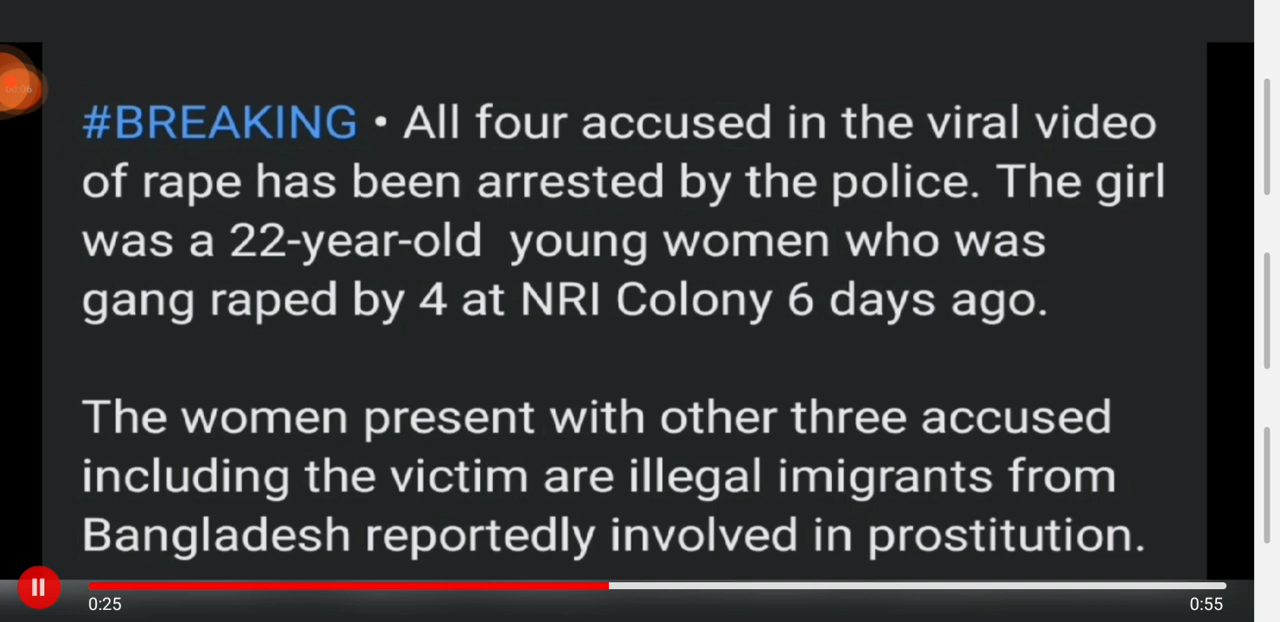 #BREAKING • All four accused in the viral video
of rape has been arrested by the police. The girl
was a 22-year-old young women who was
gang raped by 4 at NRI Colony 6 days ago.
The women present with other three accused
including the victim are illegal imigrants from
Bangladesh reportedly involved in prostitution.
0:25
0:55